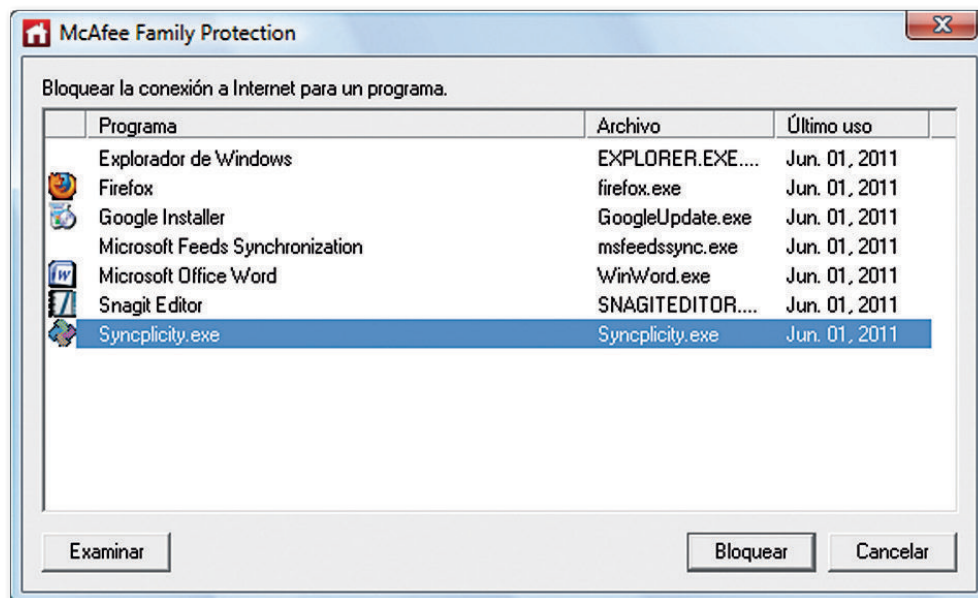 McAfee Family Protection
Bloquear la conexión a Internet para un programa.
Programa Archivo Último uso
Explorador de Windows EXPLORER.EXE.... Jun. 01, 2011
Firefox firefox.exe Jun. 01, 2011
Google Installer GoogleUpdate.exe Jun. 01, 2011
Microsoft Feeds Synchronization msfeedssync.exe Jun. 01, 2011
Microsoft Office Word WinWord.exe Jun. 01, 2011
Snagit Editor SNAGITEDITOR.... Jun. 01, 2011
Syncplicity.exe Syncplicity.exe Jun. 01, 2011
Examinar Bloquear Cancelar